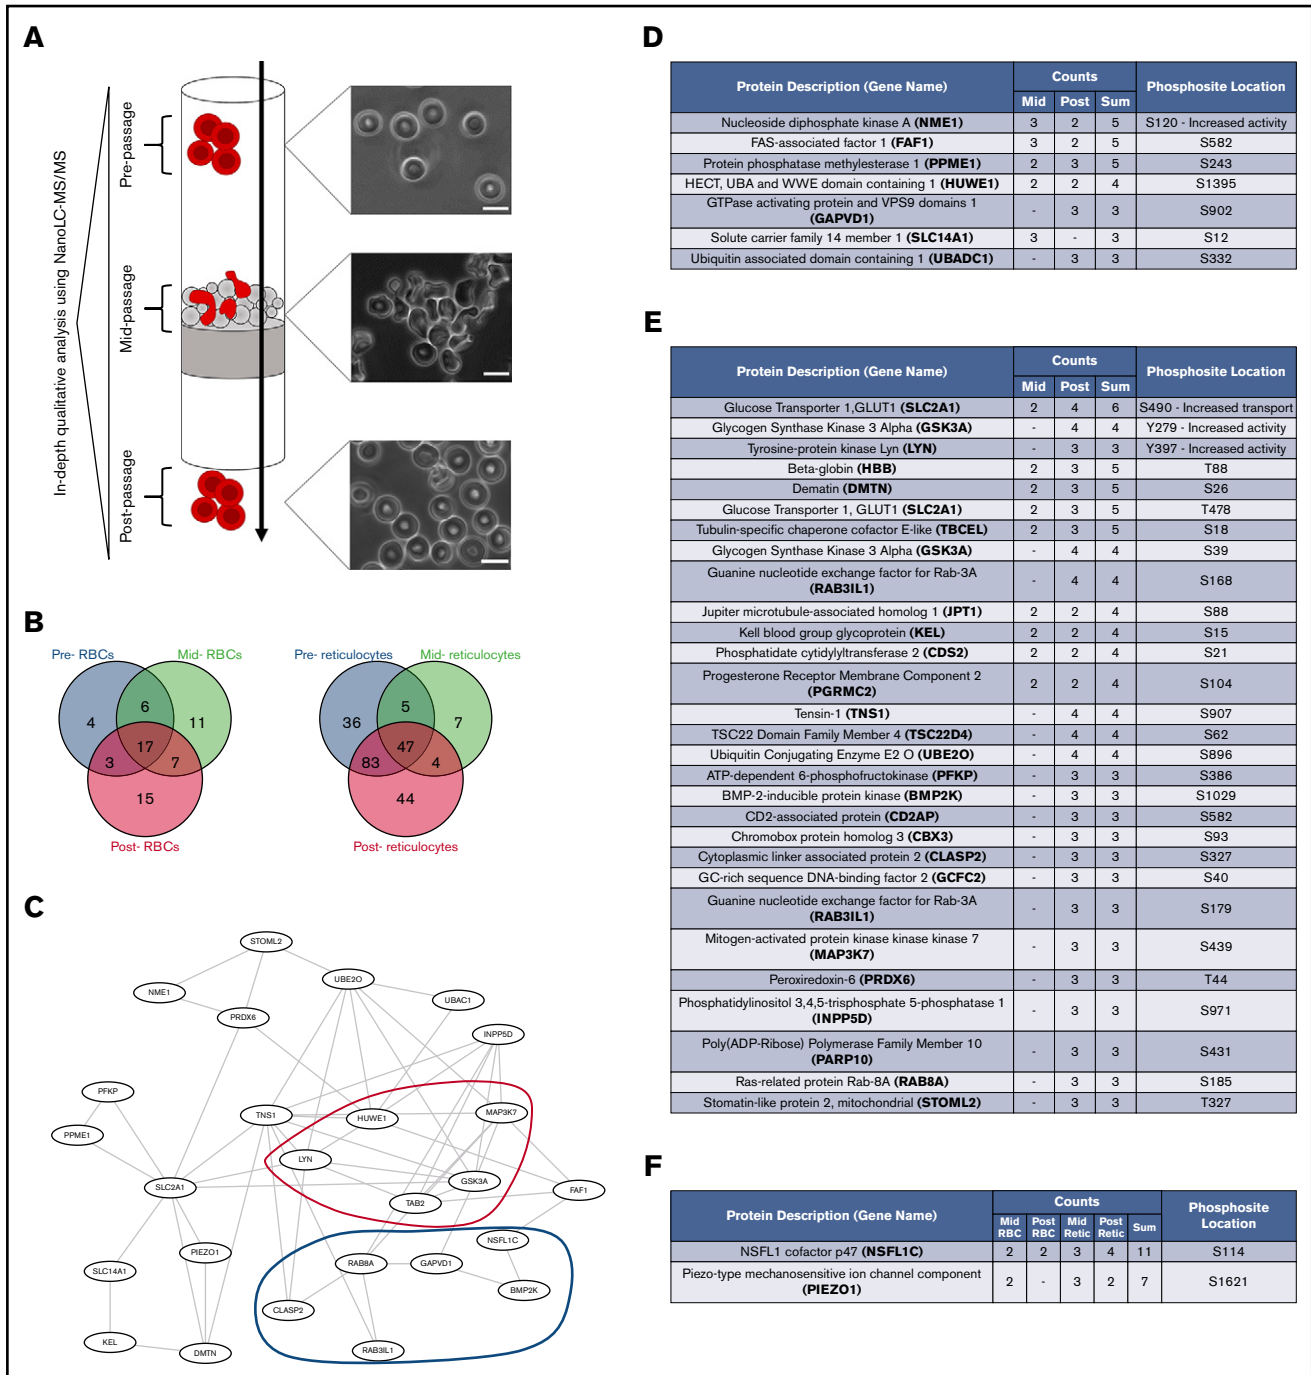 A
In-depth qualitative analysis using NanoLC-MS/MS
Pre-passage
Mid-passage
Post-passage
B
Pre- RBCs
Mid- RBCs
4
6
11
17
3
7
15
Post- RBCs
Pre- reticulocytes
Mid- reticulocytes
36
5
7
47
83
4
44
Post- reticulocytes
C
STOML2
UBE2O
NME1
UBAC1
PRDX6
INPP5D
PFKP
TNS1
HUWE1
MAP3K7
PPME1
LYN
SLC2A1
GSK3A
FAF1
TAB2
NSFL1C
PIEZO1
RAB8A
GAPVD1
SLC14A1
BMP2K
CLASP2
KEL
DMTN
RAB3IL1
D
Protein Description (Gene Name) Counts Phosphosite Location
Mid Post Sum
Nucleoside diphosphate kinase A (NME1) 3 2 5 S120 - Increased activity
FAS-associated factor 1 (FAF1) 3 2 5 S582
Protein phosphatase methylesterase 1 (PPME1) 2 3 5 S243
HECT, UBA and WWE domain containing 1 (HUWE1) 2 2 4 S1395
GTPase activating protein and VPS9 domains 1
(GAPVD1) - 3 3 S902
Solute carrier family 14 member 1 (SLC14A1) 3 - 3 S12
Ubiquitin associated domain containing 1 (UBADC1) - 3 3 S332
E
Protein Description (Gene Name) Counts Phosphosite Location
Mid Post Sum
Glucose Transporter 1,GLUT1 (SLC2A1) 2 4 6 S490 - Increased transport
Glycogen Synthase Kinase 3 Alpha (GSK3A) - 4 4 Y279 - Increased activity
Tyrosine-protein kinase Lyn (LYN) - 3 3 Y397 - Increased activity
Beta-globin (HBB) 2 3 5 T88
Dematin (DMTN) 2 3 5 S26
Glucose Transporter 1, GLUT1 (SLC2A1) 2 3 5 T478
Tubulin-specific chaperone cofactor E-like (TBCEL) 2 3 5 S18
Glycogen Synthase Kinase 3 Alpha (GSK3A) - 4 4 S39
Guanine nucleotide exchange factor for Rab-3A
(RAB3IL1) - 4 4 S168
Jupiter microtubule-associated homolog 1 (JPT1) 2 2 4 S88
Kell blood group glycoprotein (KEL) 2 2 4 S15
Phosphatidate cytidylyltransferase 2 (CDS2) 2 2 4 S21
Progesterone Receptor Membrane Component 2
(PGRMC2) 2 2 4 S104
Tensin-1 (TNS1) - 4 4 S907
TSC22 Domain Family Member 4 (TSC22D4) - 4 4 S62
Ubiquitin Conjugating Enzyme E2 O (UBE2O) - 4 4 S896
ATP-dependent 6-phosphofructokinase (PFKP) - 3 3 S386
BMP-2-inducible protein kinase (BMP2K) - 3 3 S1029
CD2-associated protein (CD2AP) - 3 3 S582
Chromobox protein homolog 3 (CBX3) - 3 3 S93
Cytoplasmic linker associated protein 2 (CLASP2) - 3 3 S327
GC-rich sequence DNA-binding factor 2 (GCFC2) - 3 3 S40
Guanine nucleotide exchange factor for Rab-3A
(RAB3IL1) - 3 3 S179
Mitogen-activated protein kinase kinase kinase 7
(MAP3K7) - 3 3 S439
Peroxiredoxin-6 (PRDX6) - 3 3 T44
Phosphatidylinositol 3,4,5-trisphosphate 5-phosphatase 1
(INPP5D) - 3 3 S971
Poly(ADP-Ribose) Polymerase Family Member 10
(PARP10) - 3 3 S431
Ras-related protein Rab-8A (RAB8A) - 3 3 S185
Stomatin-like protein 2, mitochondrial (STOML2) - 3 3 T327
F
Protein Description (Gene Name) Counts Phosphosite Location
Mid RBC Post RBC Mid Retic Post Retic Sum
NSFL1 cofactor p47 (NSFL1C) 2 2 3 4 11 S114
Piezo-type mechanosensitive ion channel component
(PIEZO1) 2 - 3 2 7 S1621